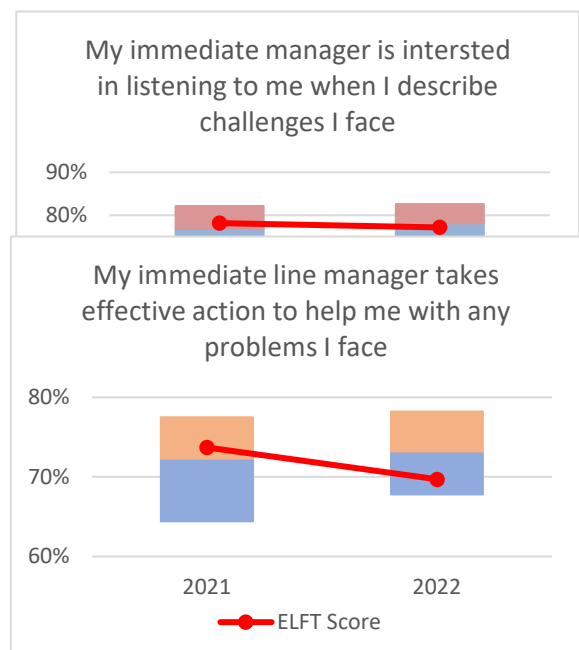 My immediate manager is intersted
in listening to me when I describe
challenges I face
90%
80%
My immediate line manager takes
effective action to help me with any
problems I face
80%
70%
60%
2021
2022
ELFT Score